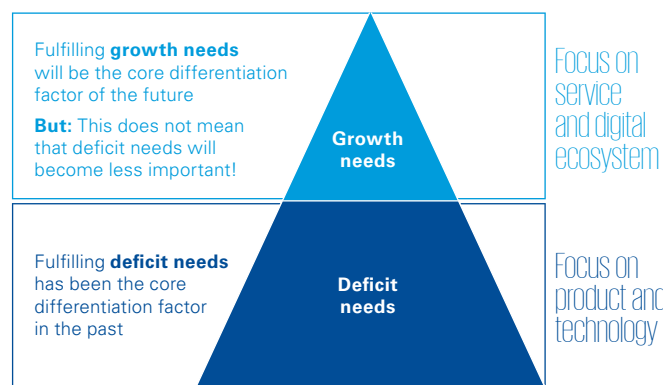 Fulfilling growth needs
will be the core differentiation
factor of the future
But: This does not mean
that deficit needs will
become less important!
Growth
needs
Focus on
service
and digital
ecosystem
Fulfilling deficit needs
has been the core
differentiation factor
in the past
Deficit
needs
Focus on
product and
technology